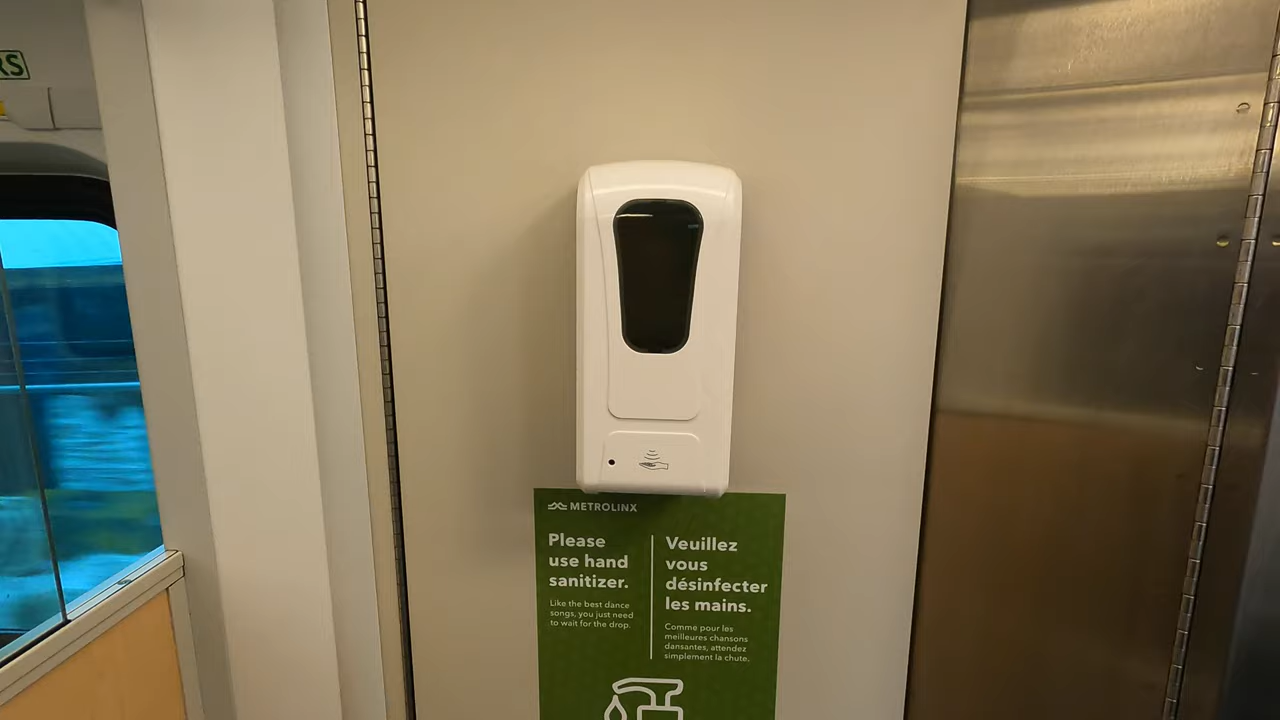 RS
METROLINX
Please
use hand
sanitizer.
Like the best dance
songs, you just need
to wait for the drop.
Veuillez
vous
désinfecter
les mains.
Comme pour les
meilleures chansons
dansantes, attendez
simplement la chute.